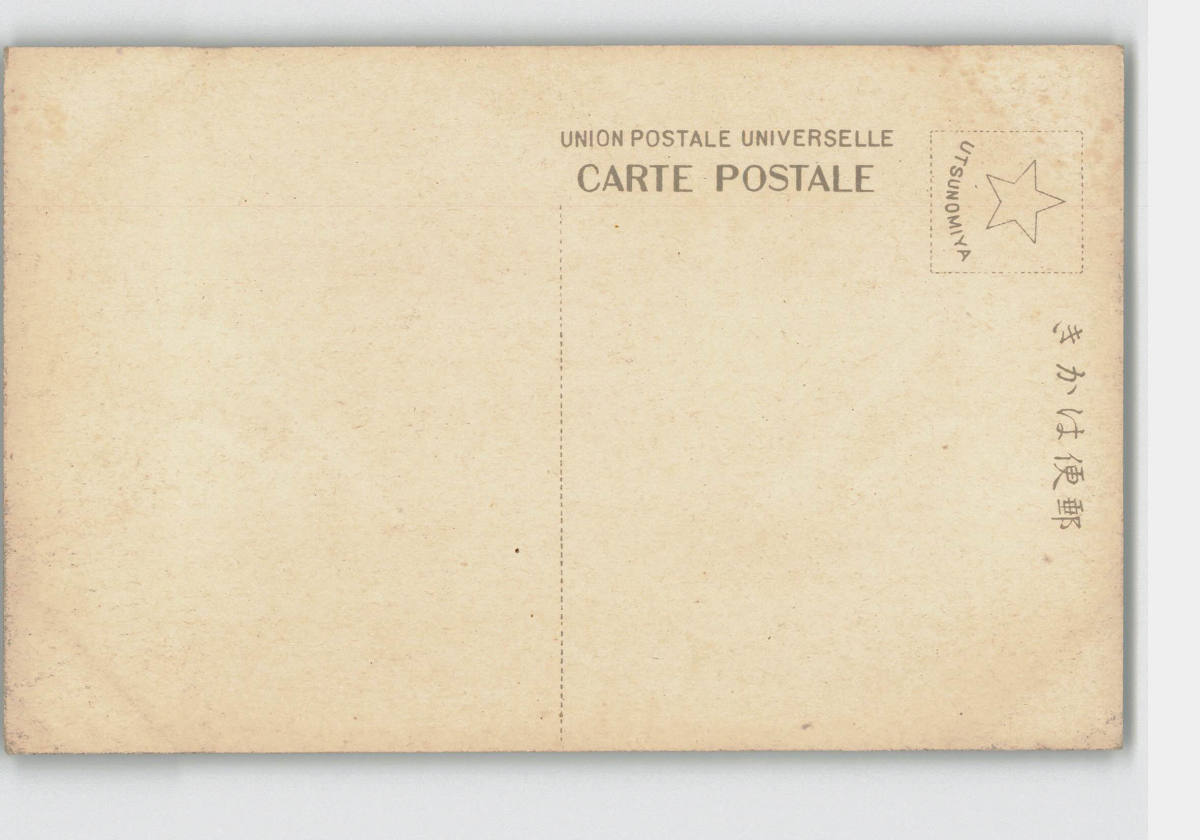 UNION POSTALE UNIVERSELLE
CARTE POSTALE
UTSUNOMIYA
きかは便郵